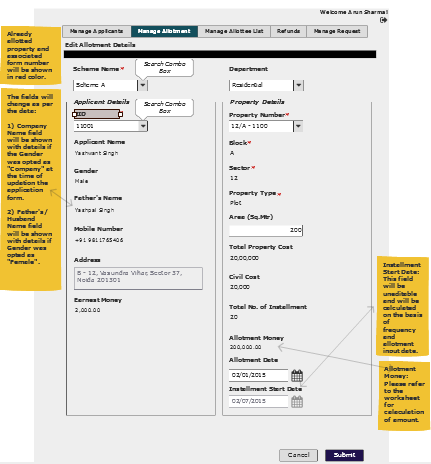 Welcome Arun Sharma!
Manage Applicants
Manage Allotment
Manage Allottee List
Refunds
Manage Request
Edit Allotment Details
Already
allotted
property and
associated
form number
will be shown
in red color.
The fields will
change as per
the date:
1) Company
Name field
will be shown
with details if
the Gender
was opted as
"Company" at
the time of
updation the
application
form.
2) Father's/
Husband
Name field
will be shown
with details if
Gender was
opted as
"Female".
Scheme Name*
Search Combo
Box
Scheme A
Department
Residential
Applicant Details
Search Combo
Box
11001
Applicant Name
Yashvant Singh
Gender
Male
Father's Name
Yashpal Singh
Mobile Number
+91 9811765406
Address
B - 12, Vasundra Vihar, Sector 37,
Noida 201301
Earnest Money
2,000.00
Property Details
Property Number*
12/A - 1100
Block*
A
Sector*
12
Property Type*
Plot
Area (Sq.Mtr)
200
Total Property Cost
20,00,000
Civil Cost
20,000
Total No. of Installment
20
Allotment Money
200,000.00
Allotment Date
02/01/2015
Installment Start Date
02/07/2015
Installment
Start Date:
This field
will be
uneditable
and will be
calculated
on the basis
of
frequency
and
allotment
inout date.
Allotment
Money:
Please refer
to the
worksheet
for
calaculation
of amount.
Cancel
Submit